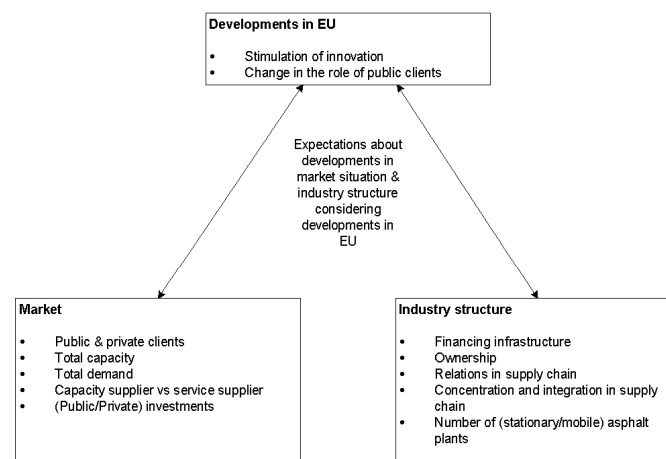 Developments in EU
• Stimulation of innovation
• Change in the role of public clients
Expectations about
developments in
market situation &
industry structure
considering
developments in
EU
Market
• Public & private clients
• Total capacity
• Total demand
• Capacity supplier vs service supplier
• (Public/Private) investments
Industry structure
• Financing infrastructure
• Ownership
• Relations in supply chain
• Concentration and integration in supply
chain
• Number of (stationary/mobile) asphalt
plants